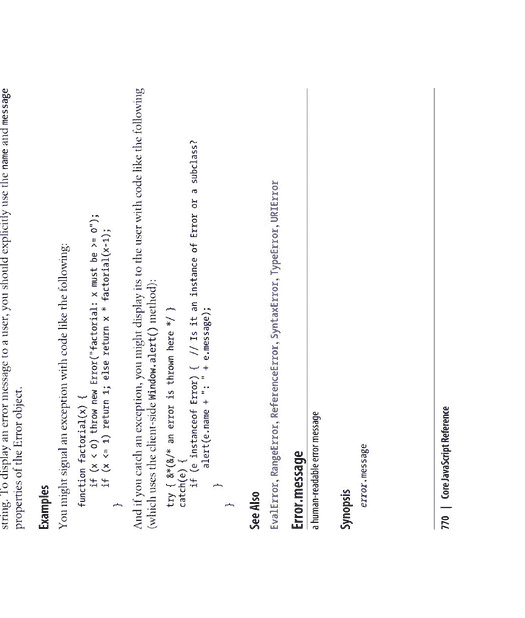 string. To display an error message to a user, you should explicitly use the name and message
properties of the Error object.
Examples
You might signal an exception with code like the following:
function factorial(x) {
if (x < 0) throw new Error("factorial: x must be >= 0");
if (x <= 1) return 1; else return x * factorial(x-1);
}
And if you catch an exception, you might display its to the user with code like the following
(which uses the client-side Window.alert() method):
try { &*(&/* an error is thrown here */ }
catch(e) {
if (e instanceof Error) { // Is it an instance of Error or a subclass?
alert(e.name + ": " + e.message);
}
}
See Also
EvalError, RangeError, ReferenceError, SyntaxError, TypeError, URIError
Error.message
a human-readable error message
Synopsis
error.message
770 | Core JavaScript Reference